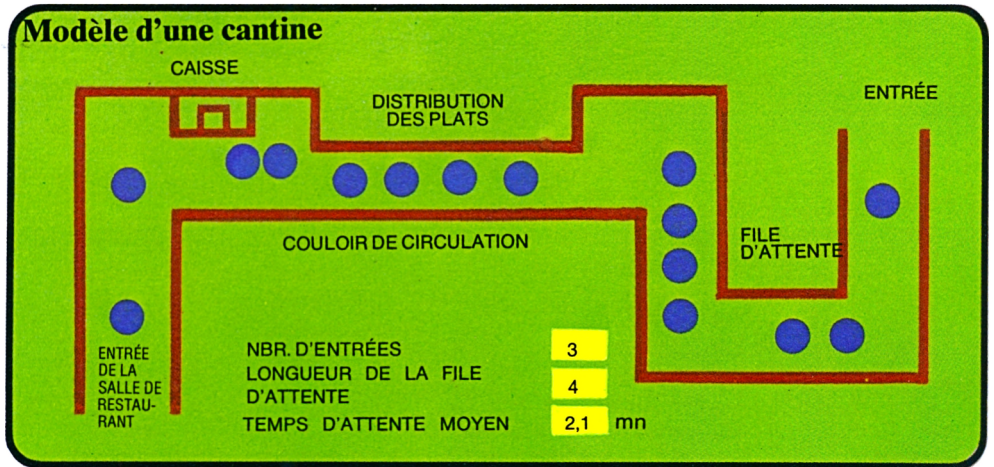 Modèle d'une cantine
CAISSE
DISTRIBUTION
DES PLATS
ENTRÉE
COULOIR DE CIRCULATION
FILE
D'ATTENTE
ENTRÉE
DE LA
SALLE DE
RESTAU-
RANT
NBR. D'ENTRÉES 3
LONGUEUR DE LA FILE
D'ATTENTE 4
TEMPS D'ATTENTE MOYEN 2,1 mn